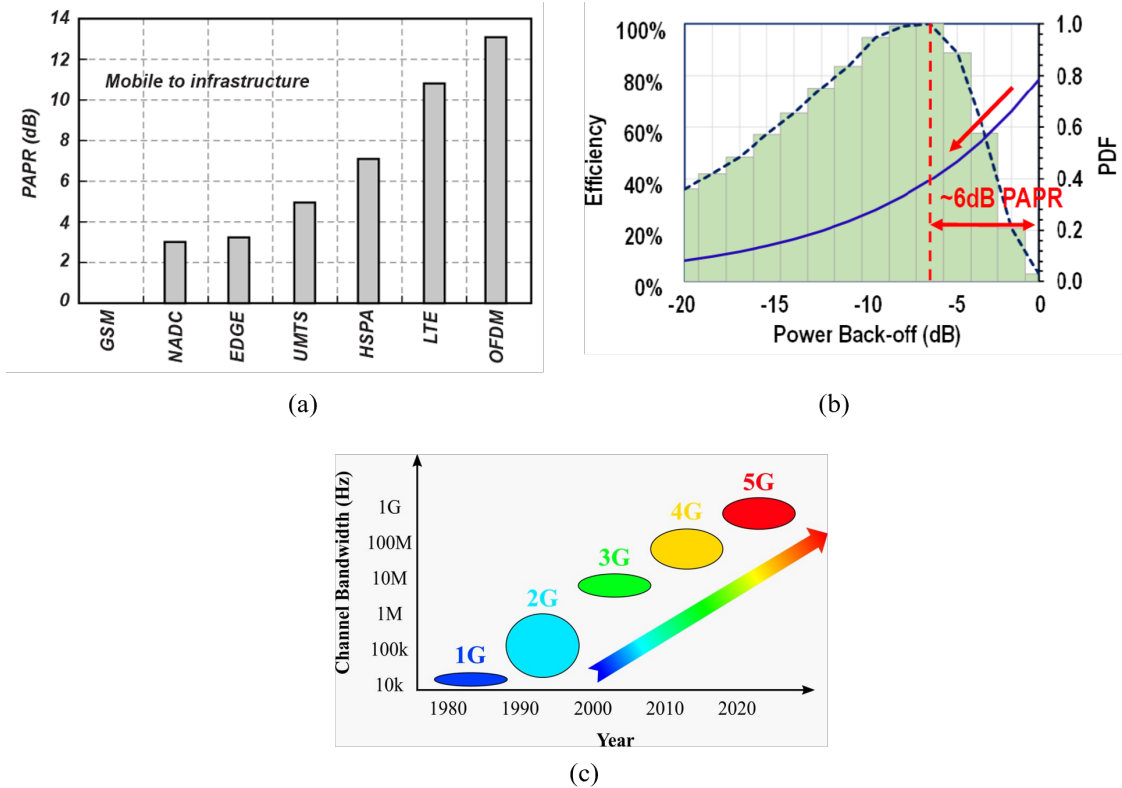 14
12
10
8
6
4
2
0
PAPR (dB)
Mobile to infrastructure
GSM
NADC
EDGE
UMTS
HSPA
LTE
OFDM
(a)
100%
80%
60%
40%
20%
0%
Efficiency
1.0
0.8
0.6
0.4
0.2
0.0
PDF
~6dB PAPR
-20
-15
-10
-5
0
Power Back-off (dB)
(b)
Channel Bandwidth (Hz)
1G
100M
10M
1M
100k
10k
1G
2G
3G
4G
5G
1980
1990
2000
2010
2020
Year
(c)